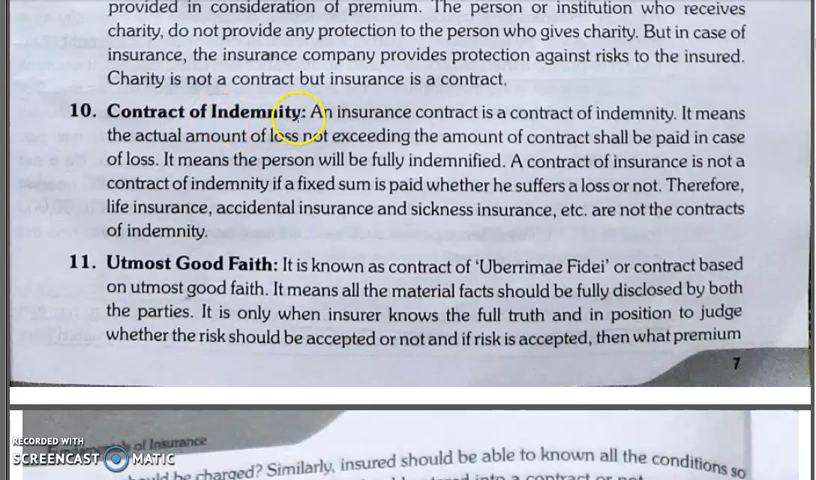 provided in consideration of premium. The person or institution who receives
charity, do not provide any protection to the person who gives charity. But in case of
insurance, the insurance company provides protection against risks to the insured.
Charity is not a contract but insurance is a contract.
10. Contract of Indemnity: An insurance contract is a contract of indemnity. It means
the actual amount of loss not exceeding the amount of contract shall be paid in case
of loss. It means the person will be fully indemnified. A contract of insurance is not a
contract of indemnity if a fixed sum is paid whether he suffers a loss or not. Therefore,
life insurance, accidental insurance and sickness insurance, etc. are not the contracts
of indemnity.
11. Utmost Good Faith: It is known as contract of ‘Uberrimae Fidei’ or contract based
on utmost good faith. It means all the material facts should be fully disclosed by both
the parties. It is only when insurer knows the full truth and in position to judge
whether the risk should be accepted or not and if risk is accepted, then what premium
7
of Insurance
RECORDED WITH
SCREENCAST MATIC
be charged? Similarly, insured should be able to known all the conditions so
into a contract or not